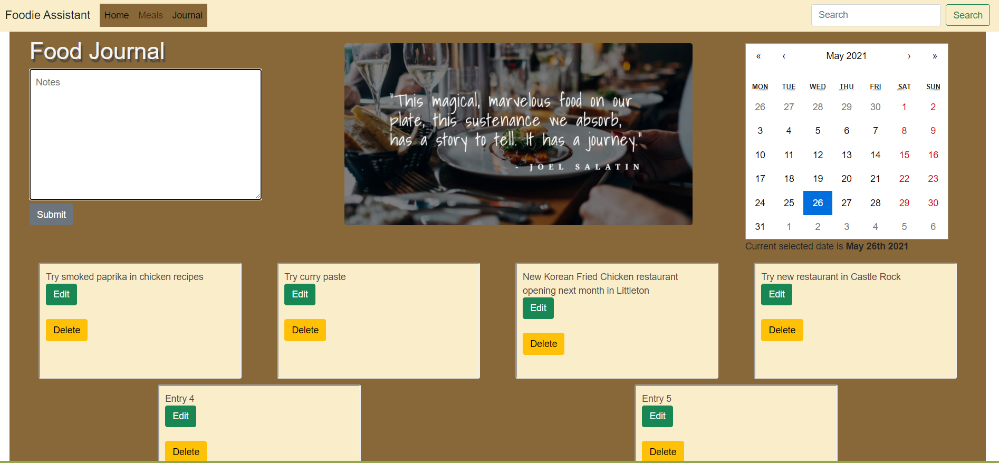 Foodie Assistant Home Meals Journal Search Search
Food Journal
Notes
Submit
"This magical, marvelous food on our
plate, this sustenance we absorb,
has a story to tell. It has a journey."
- JOEL SALATIN
« ‹ May 2021 › »
MON TUE WED THU FRI SAT SUN
26 27 28 29 30 1 2
3 4 5 6 7 8 9
10 11 12 13 14 15 16
17 18 19 20 21 22 23
24 25 26 27 28 29 30
31 1 2 3 4 5 6
Current selected date is May 26th 2021
Try smoked paprika in chicken recipes
Edit
Delete
Try curry paste
Edit
Delete
New Korean Fried Chicken restaurant
opening next month in Littleton
Edit
Delete
Try new restaurant in Castle Rock
Edit
Delete
Entry 4
Edit
Delete
Entry 5
Edit
Delete